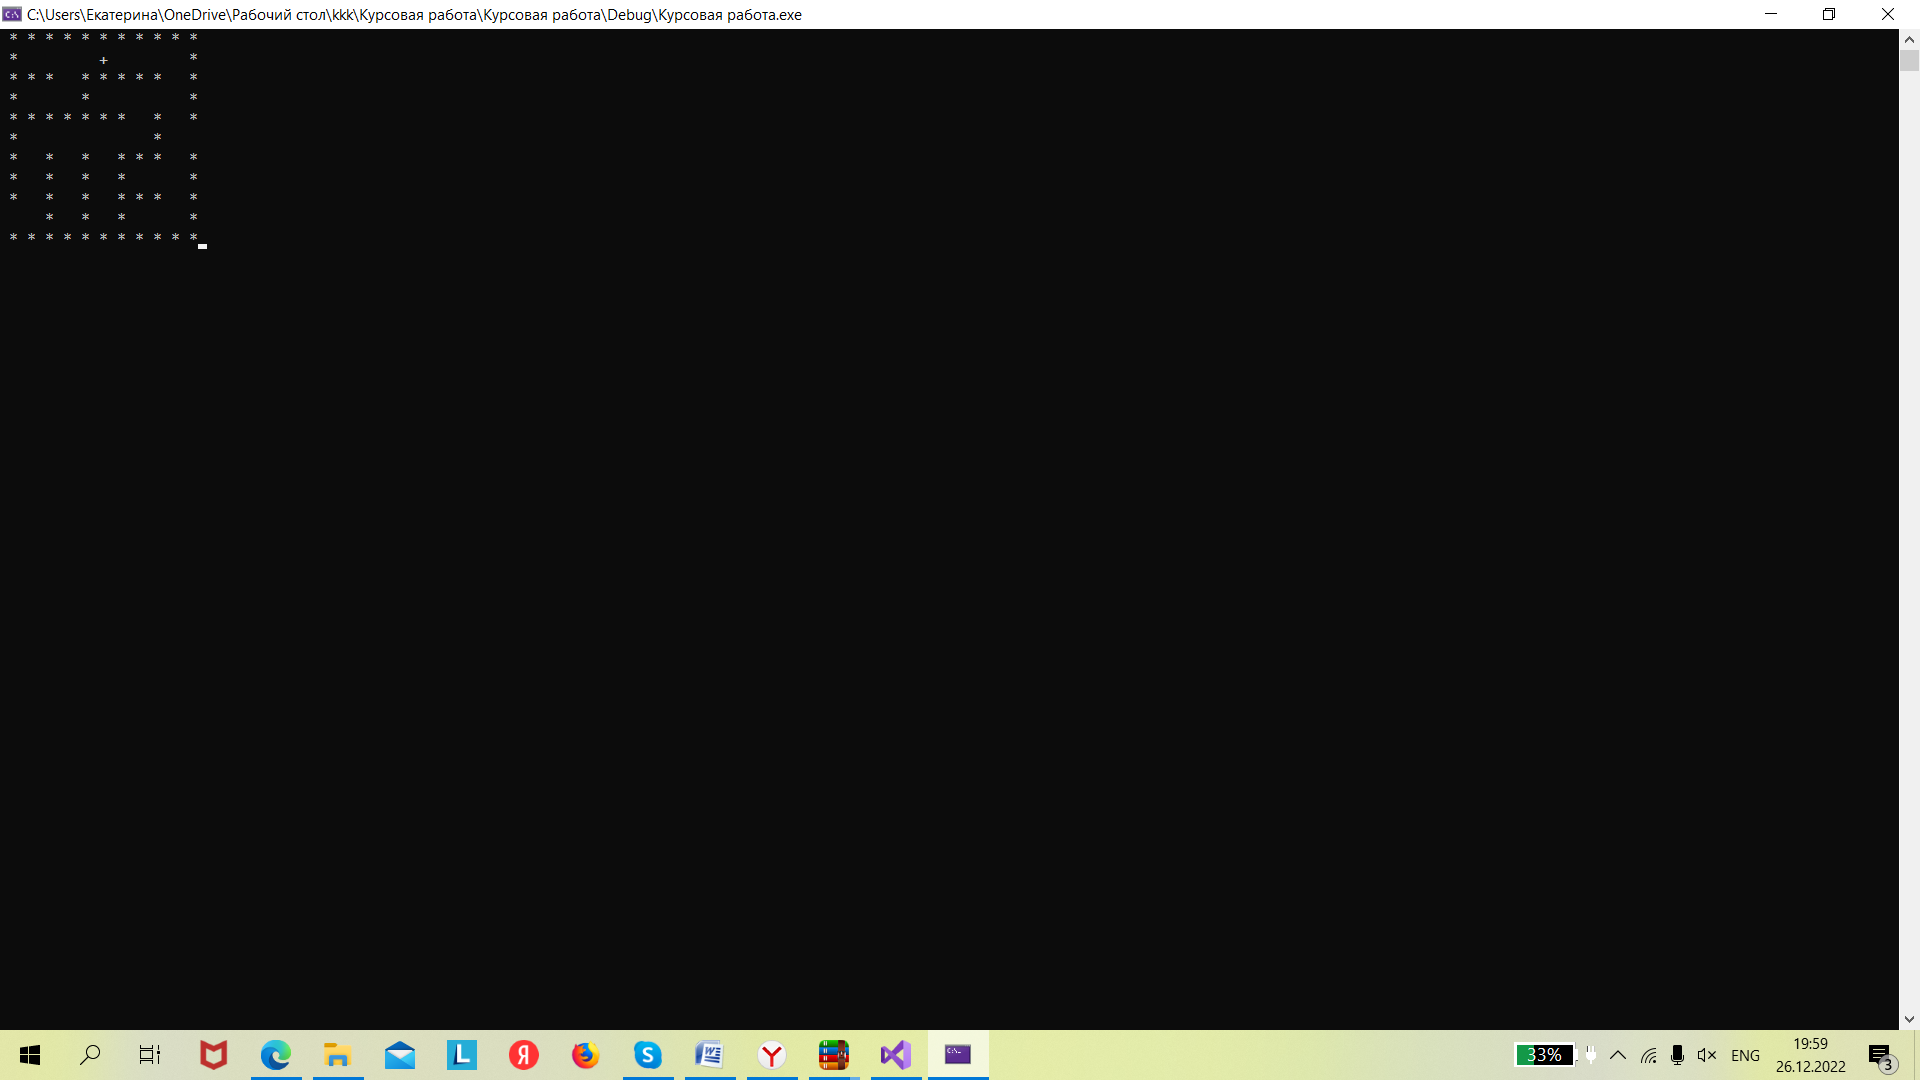 C:\Users\Екатерина\OneDrive\Рабочий стол\kkk\Курсовая работа\Курсовая работа\Debug\Курсовая работа.exe
* * * * * * * * * * *
*         +         *
* * *   * * * * *   *
*       *           *
* * * * * * *   *   *
*               *
*   *   *   * * *   *
*   *   *   *       *
*   *   *   * * *   *
    *   *   *       *
* * * * * * * * * * *
33% ENG 19:59
26.12.2022
3